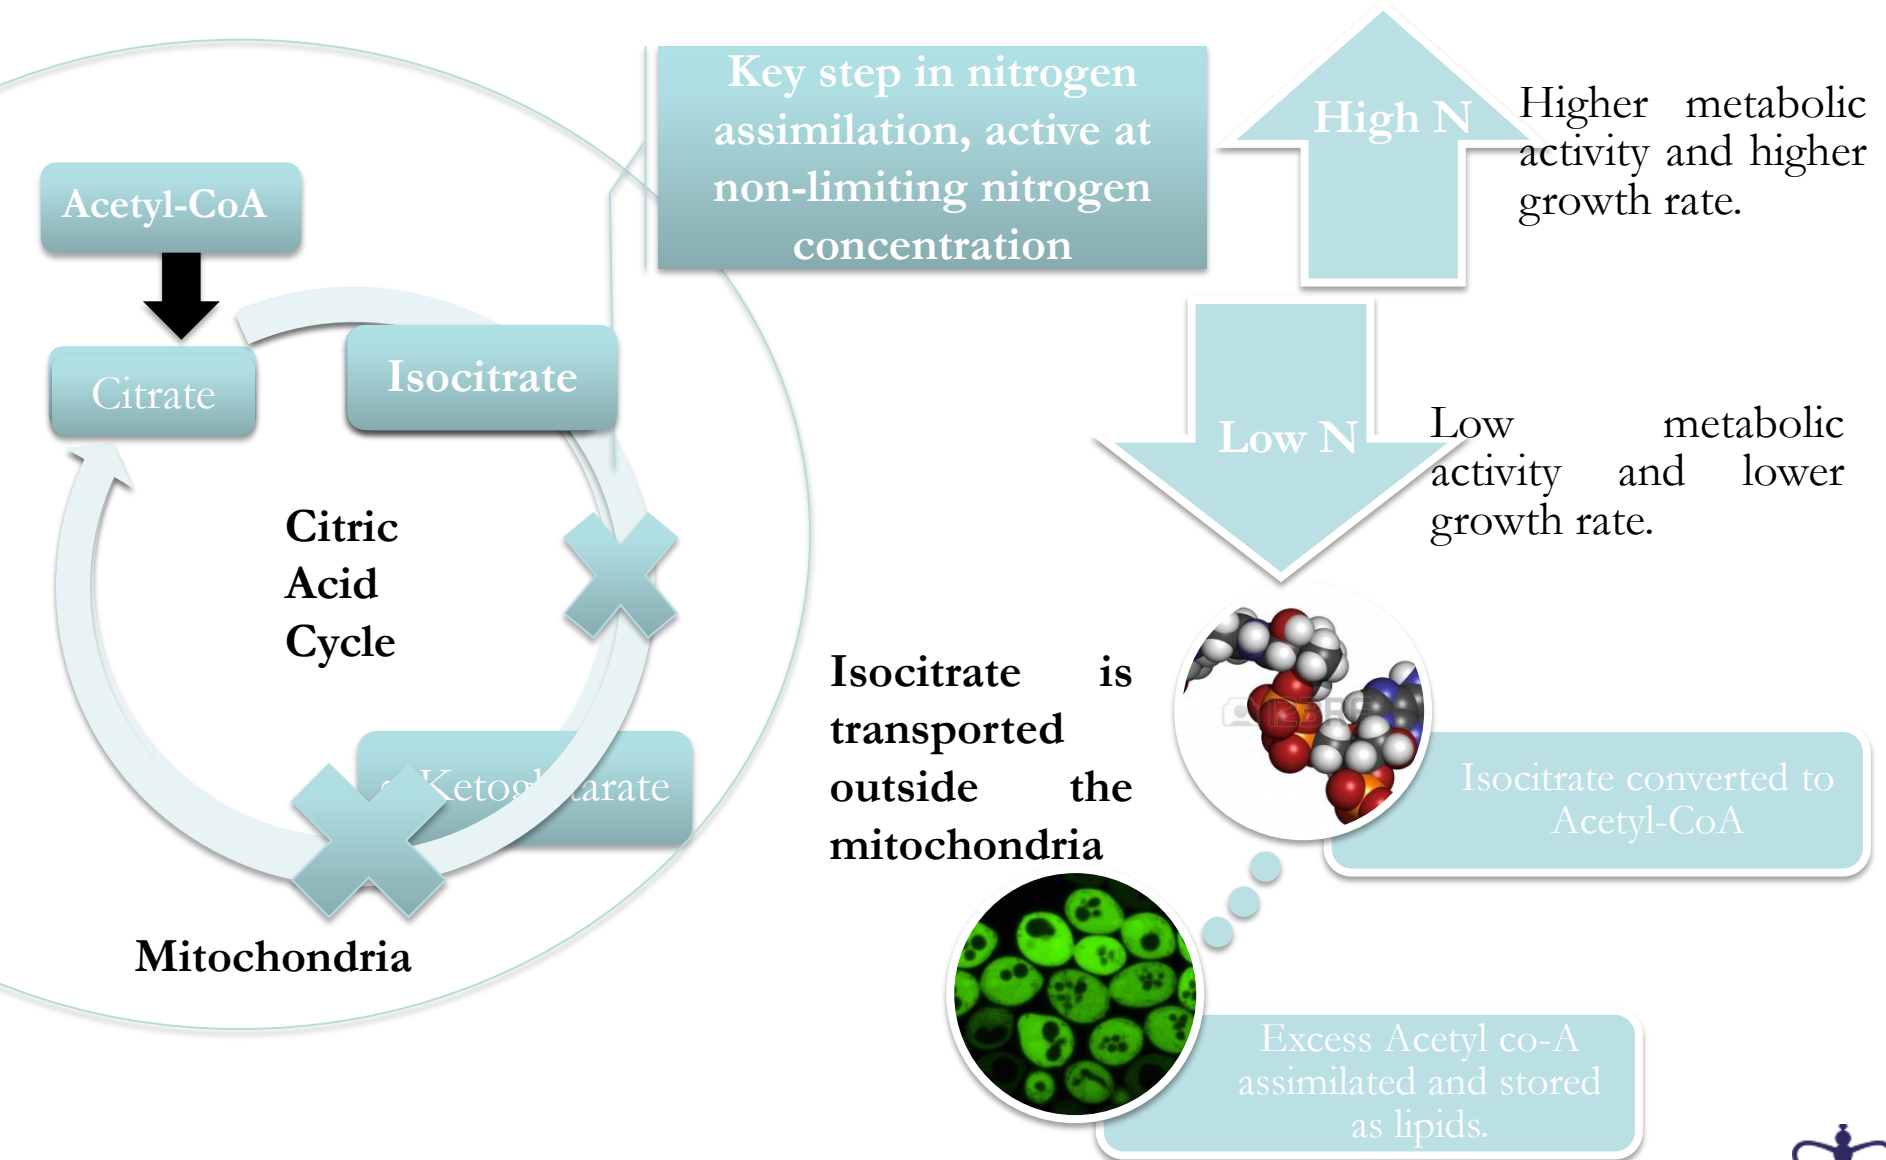 Key step in nitrogen
assimilation, active at
non-limiting nitrogen
concentration
High N
Higher metabolic
activity and higher
growth rate.
Acetyl-CoA
Citrate
Isocitrate
Low N
Low metabolic
activity and lower
growth rate.
Citric
Acid
Cycle
Isocitrate is
transported
outside the
mitochondria
Isocitrate converted to
Acetyl-CoA
Mitochondria
Excess Acetyl co-A
assimilated and stored
as lipids.